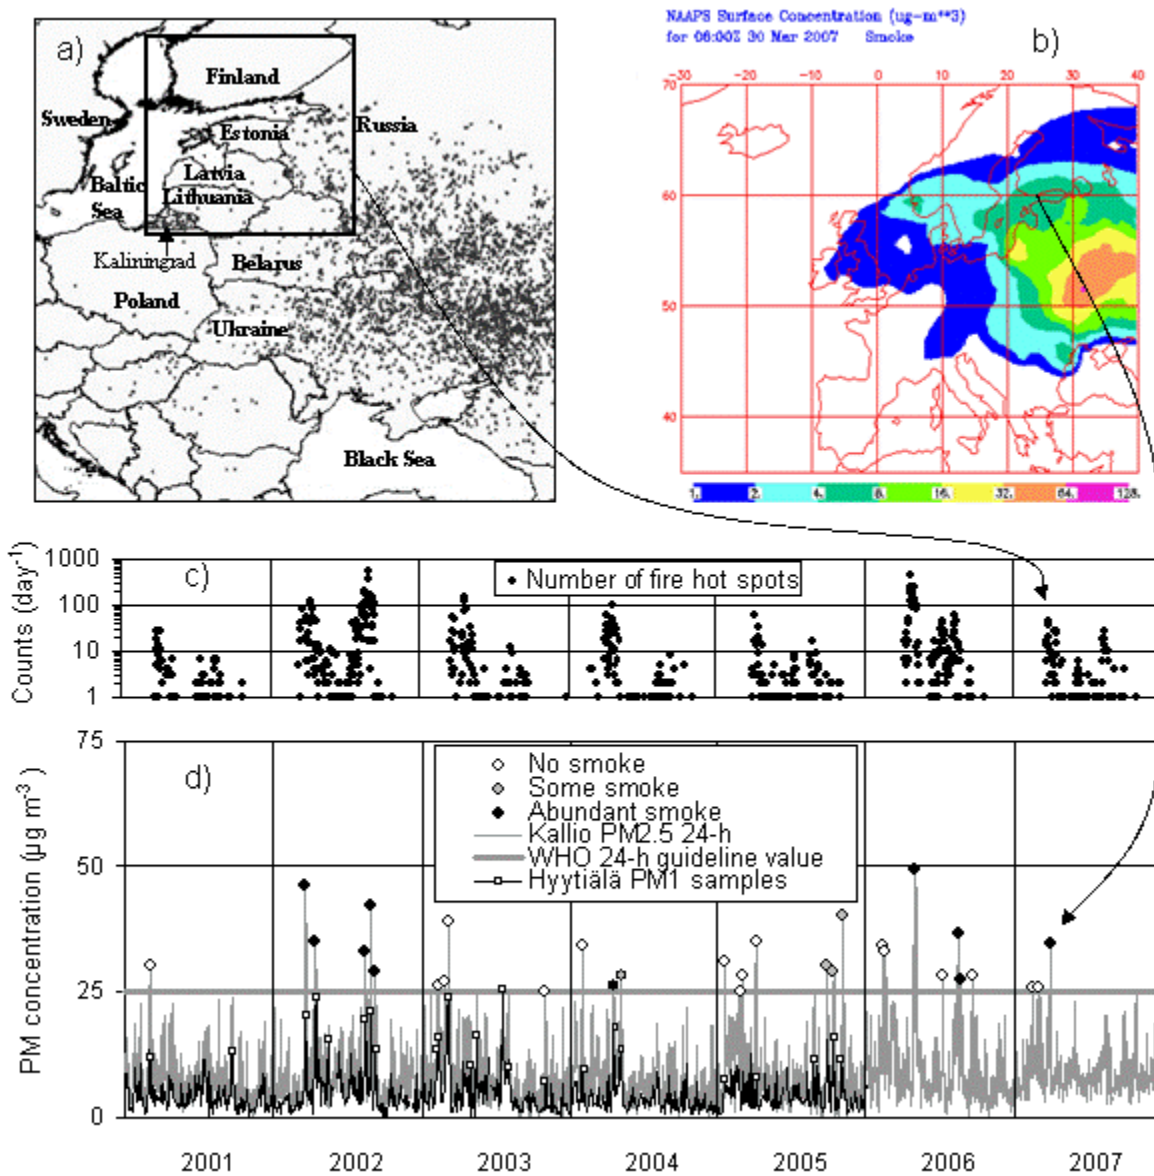 a)
Finland
Sweden
Estonia
Russia
Latvia
Baltic
Sea
Lithuania
Kaliningrad
Belarus
Poland
Ukraine
Black Sea
NAAPS Surface Concentration (ug-m**3)
for 06:00Z 30 Mar 2007 Smoke
b)
-30 -20 -10 0 10 20 30 40
70
60
50
40
1. 2. 4. 8. 16. 32. 64. 128.
Counts (day-1)
1000
100
10
1
c)
Number of fire hot spots
PM concentration (µg m-3)
75
50
25
0
d)
No smoke
Some smoke
Abundant smoke
Kallio PM2.5 24-h
WHO 24-h guideline value
Hyytiälä PM1 samples
2001 2002 2003 2004 2005 2006 2007